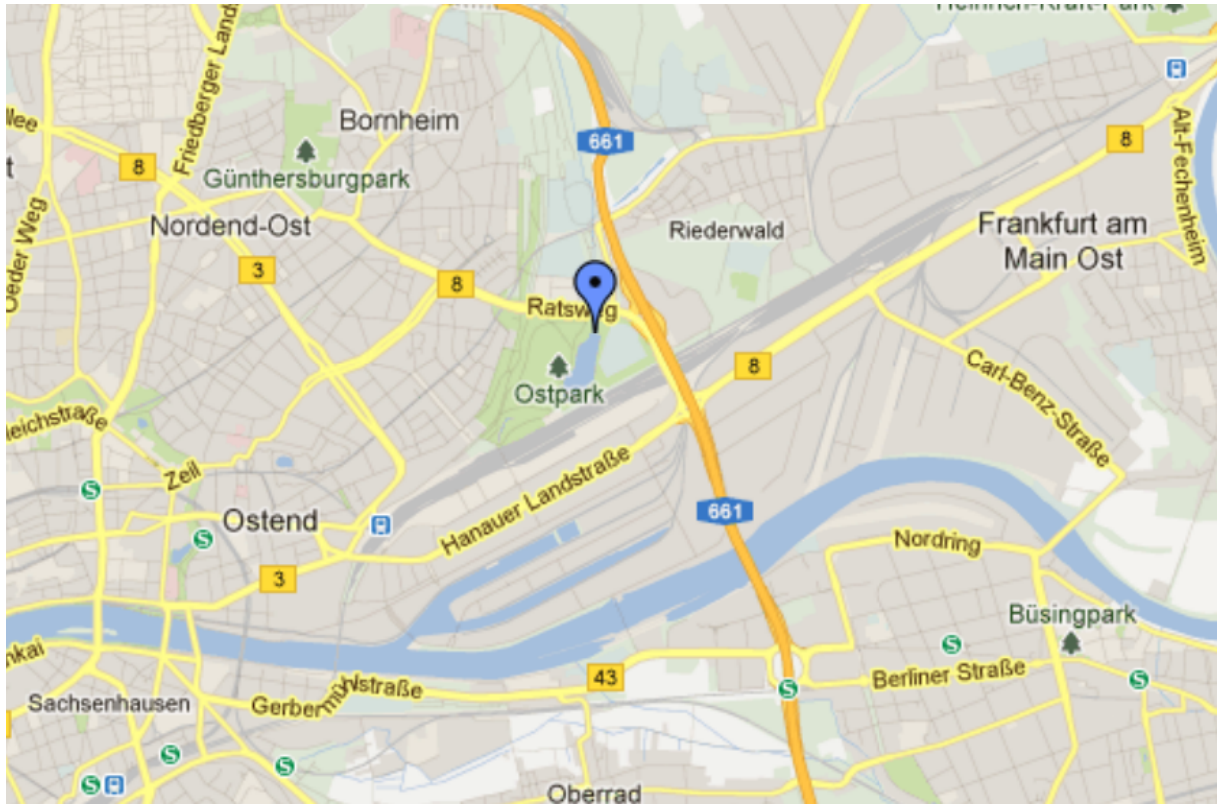 661
8
Bornheim
Günthersburgpark
Friedberger
8
Nordend-Ost
Oeder Weg
3
8
Ratsweg
Riederwald
Frankfurt am
Main Ost
Alt-Fechenheim
Ostpark
8
Carl-Benz-Straße
Zeil
S
Hanauer Landstraße
Ostend
S
661
Nordring
3
Büsingpark
S
43
Berliner Straße
S
S
Gerbermühlstraße
Sachsenhausen
S
S
S
S
Oberrad